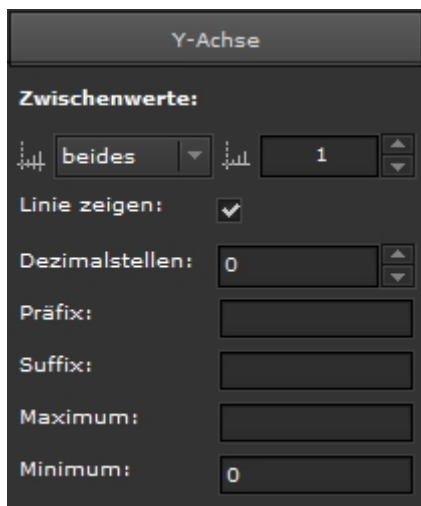 Y-Achse
Zwischenwerte:
beides 1
Linie zeigen:
Dezimalstellen: 0
Präfix:
Suffix:
Maximum:
Minimum: 0